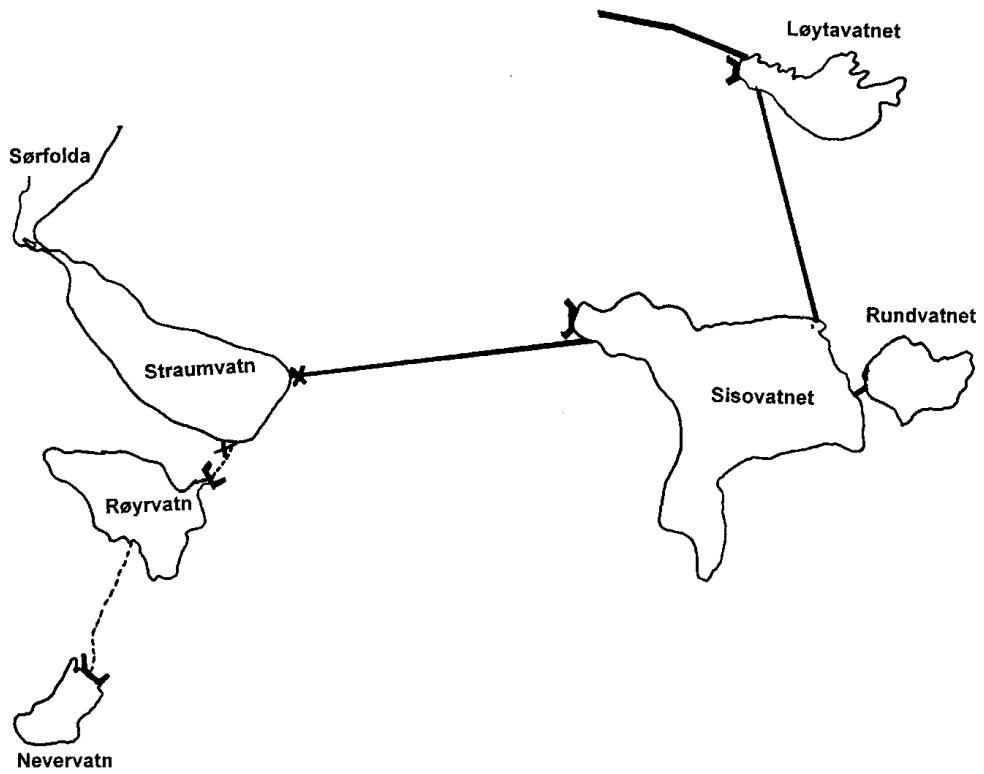 Løytavatnet
Sørfolda
Rundvatnet
Straumvatn
Sisovatnet
Røyrvatn
Nevervatn